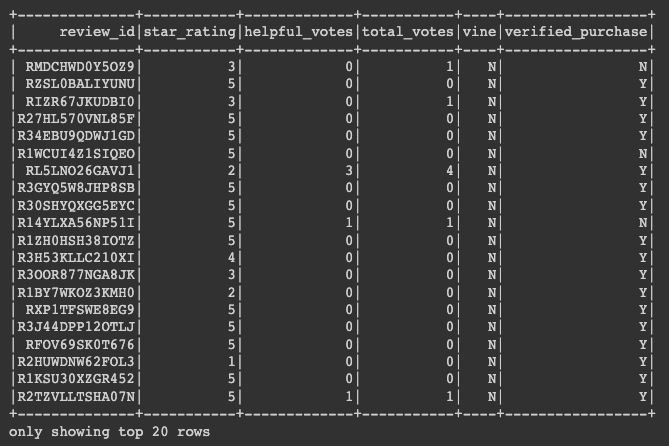 +--------------+-----------+-------------+-----------+----+-----------------+
|     review_id|star_rating|helpful_votes|total_votes|vine|verified_purchase|
+--------------+-----------+-------------+-----------+----+-----------------+
| RMDCHWD0Y5OZ9|          3|            0|          1|   N|                N|
| RZSL0BALIYUNU|          5|            0|          0|   N|                Y|
| RIZR67JKUDBI0|          3|            0|          1|   N|                Y|
|R27HL570VNL85F|          5|            0|          0|   N|                Y|
|R34EBU9QDWJ1GD|          5|            0|          0|   N|                Y|
|R1WCUI4Z1SIQEO|          5|            0|          0|   N|                N|
| RL5LNO26GAVJ1|          2|            3|          4|   N|                Y|
|R3GYQ5W8JHP8SB|          5|            0|          0|   N|                Y|
|R30SHYQXGG5EYC|          5|            0|          0|   N|                Y|
|R14YLXA56NP51I|          5|            1|          1|   N|                N|
|R1ZH0HSH38IOTZ|          5|            0|          0|   N|                Y|
|R3H53KLLC210XI|          4|            0|          0|   N|                Y|
|R3OOR877NGA8JK|          3|            0|          0|   N|                Y|
|R1BY7WKOZ3KMH0|          2|            0|          0|   N|                Y|
| RXP1TFSWE8EG9|          5|            0|          0|   N|                Y|
|R3J44DPP12OTLJ|          5|            0|          0|   N|                Y|
| RFOV69SK0T676|          5|            0|          0|   N|                Y|
|R2HUWDNW62FOL3|          1|            0|          0|   N|                Y|
|R1KSU30XZGR452|          5|            0|          0|   N|                Y|
|R2TZVLLTSHA07N|          5|            1|          1|   N|                Y|
+--------------+-----------+-------------+-----------+----+-----------------+
only showing top 20 rows